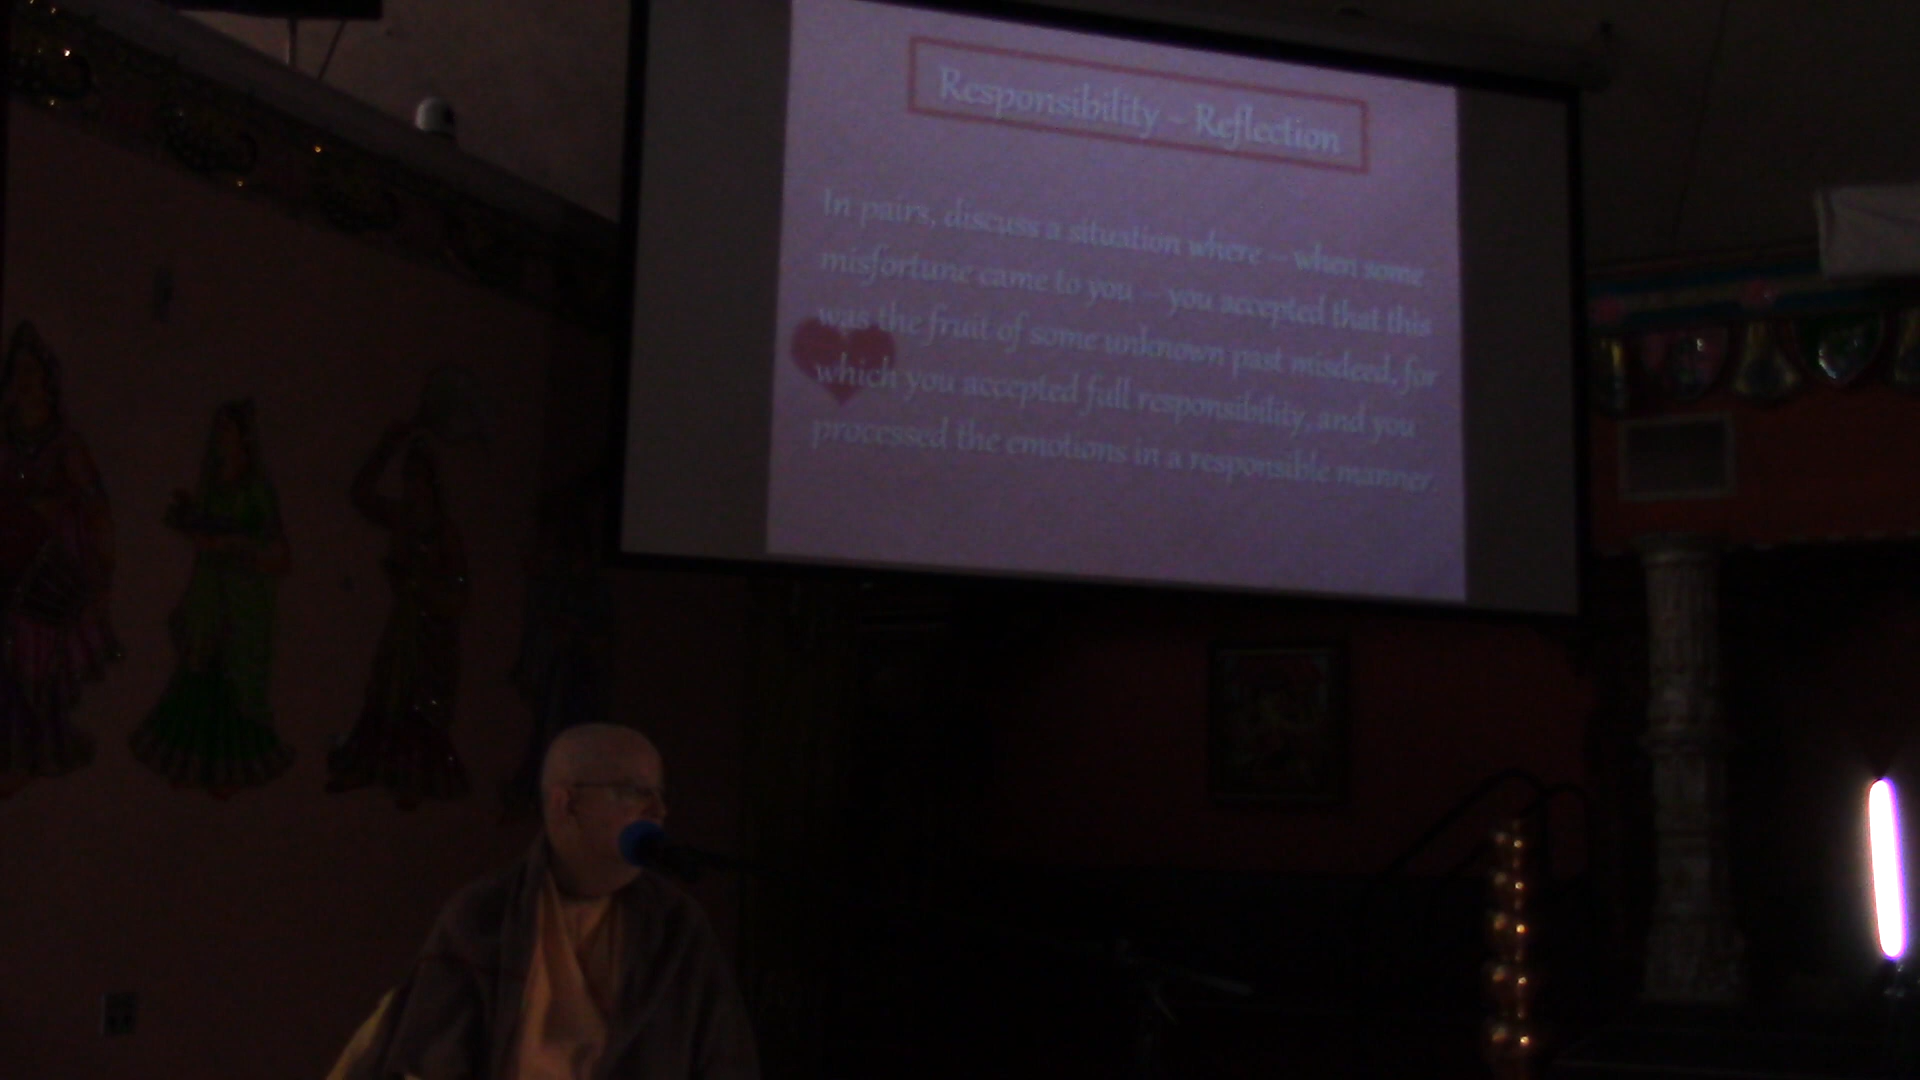 Responsibility ~ Reflection
In pairs, discuss a situation where – when some
misfortune came to you – you accepted that this
was the fruit of some unknown past misdeed, for
which you accepted full responsibility, and you
processed the emotions in a responsible manner.